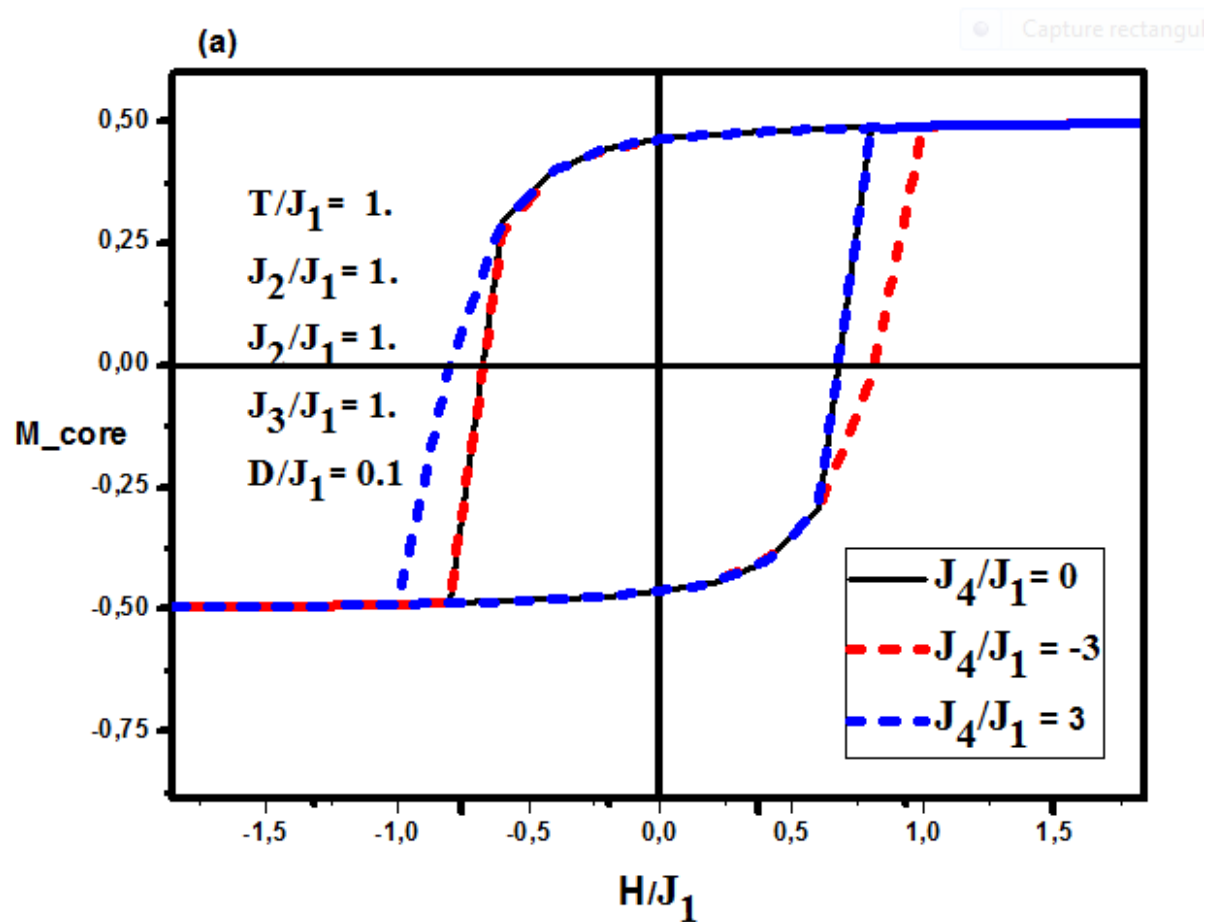 Capture rectangul
(a)
0,50
0,25
0,00
-0,25
-0,50
-0,75
M_core
T/J1 = 1.
J2/J1 = 1.
J2/J1 = 1.
J3/J1 = 1.
D/J1 = 0.1
J4/J1 = 0
J4/J1 = -3
J4/J1 = 3
-1,5 -1,0 -0,5 0,0 0,5 1,0 1,5
H/J1